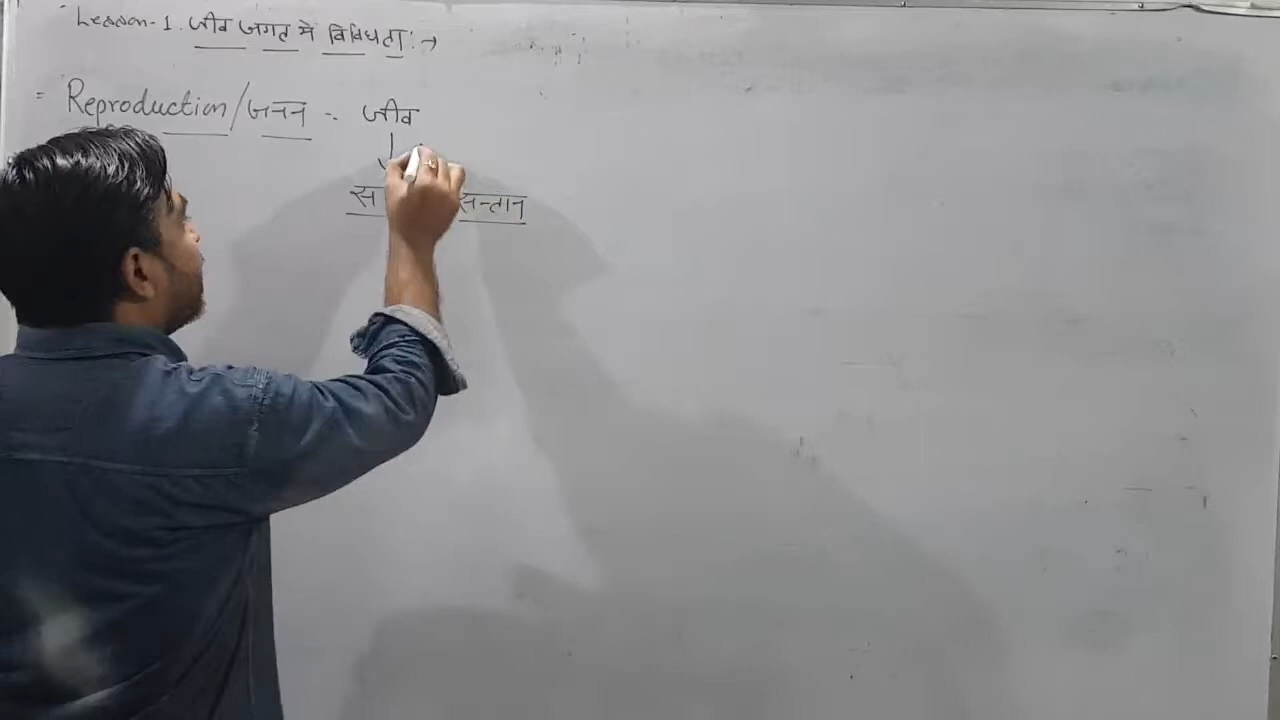 Lesson-1. जीव जगत में विविधता :→
= Reproduction/जनन :- जीव
स सन्तान